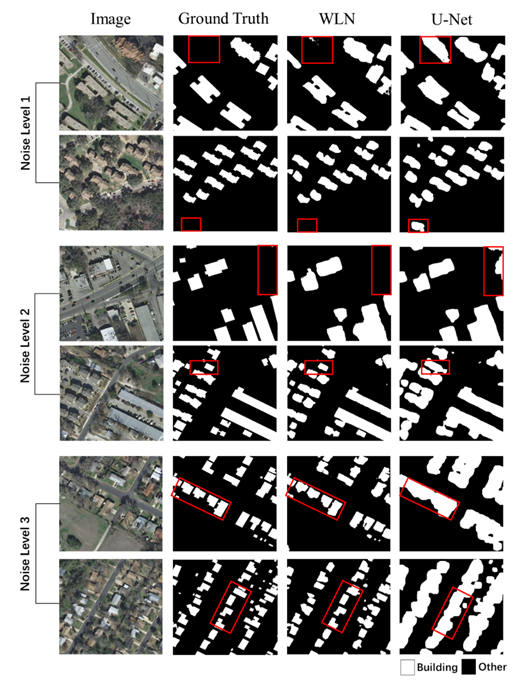 Image Ground Truth WLN U-Net
Noise Level 1
Noise Level 2
Noise Level 3
Building Other